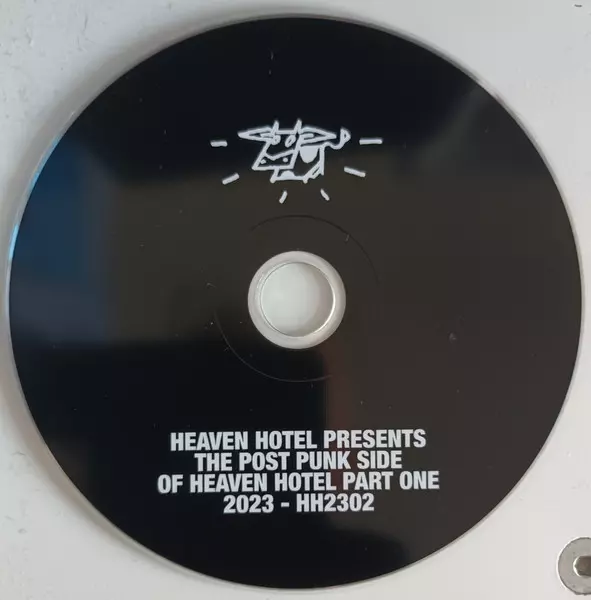 HEAVEN HOTEL PRESENTS
THE POST PUNK SIDE
OF HEAVEN HOTEL PART ONE
2023 - HH2302